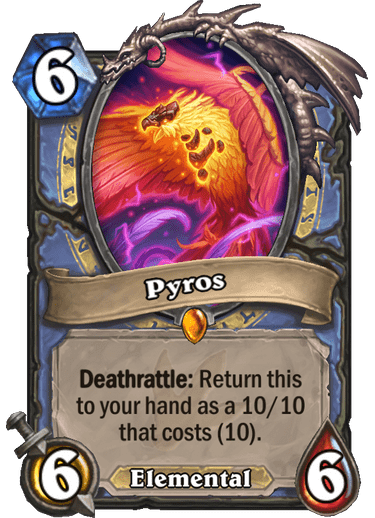 6
Pyros
Deathrattle: Return this
to your hand as a 10/10
that costs (10).
6
Elemental
6